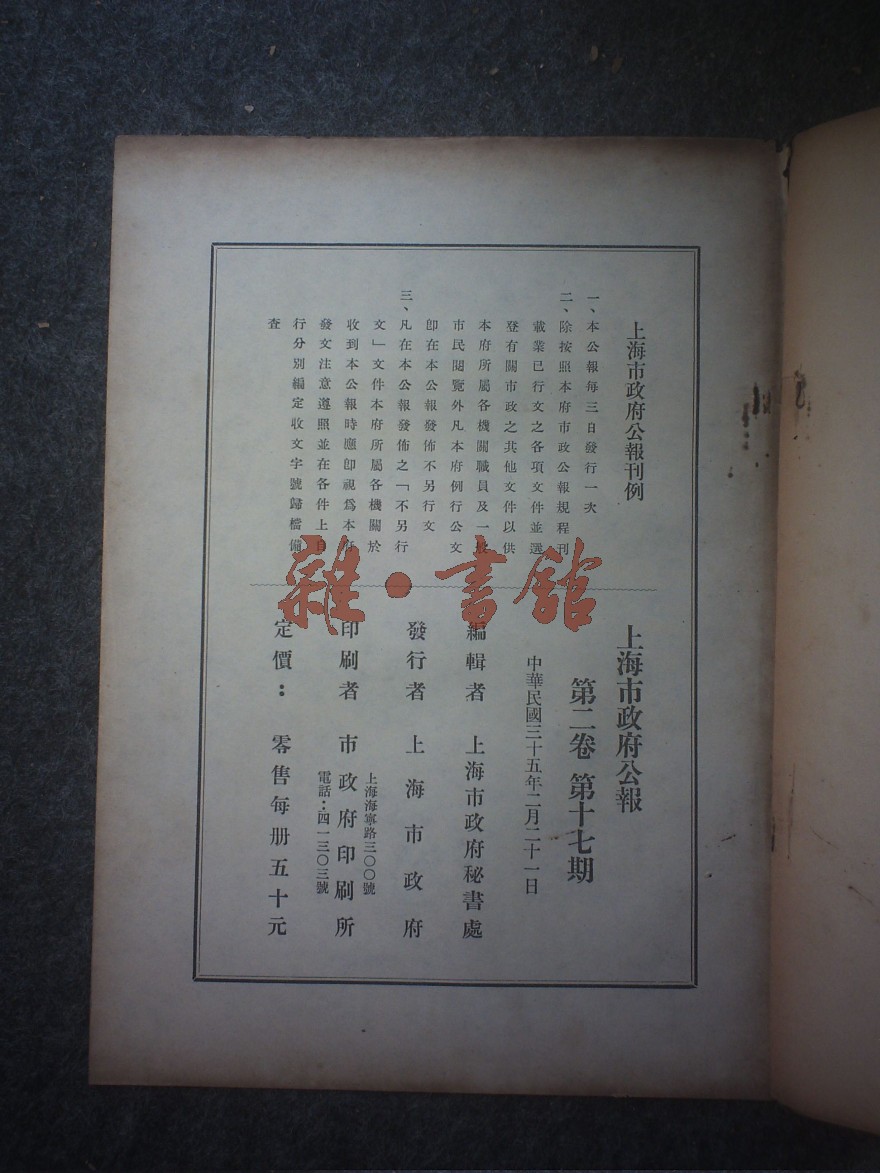 上海市政府公報刊例
一、本公報每三日發行一次
二、除按照本府市政公報規程刊
載業已行文之各項文件並選
登有關市政之其他文件以供
本府所屬各機關職員及一般
市民閱覽外凡本府例行公文
卽在本公報發佈不另行文
三、凡在本公報發佈之「不另行
文」文件本府所屬各機關於
收到本公報時應卽視爲本府
發文注意遵照並在各件上自
行分別編定收文字號歸檔備
查
上海市政府公報
第二卷 第十七期
中華民國三十五年二月二十一日
編輯者 上海市政府秘書處
發行者 上海市政府
上海海寧路三〇〇號
印刷者 市政府印刷所
電話：四一三〇三號
定價： 零售每册五十元
雜·書館